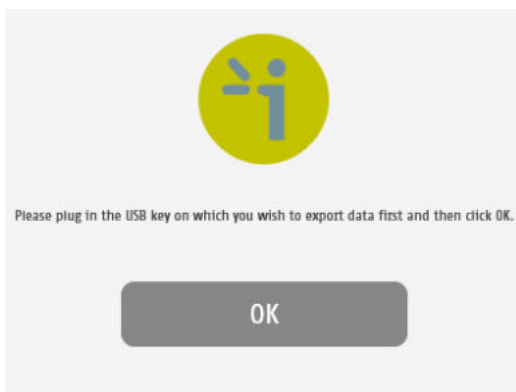 Please plug in the USB key on which you wish to export data first and then click OK.
OK